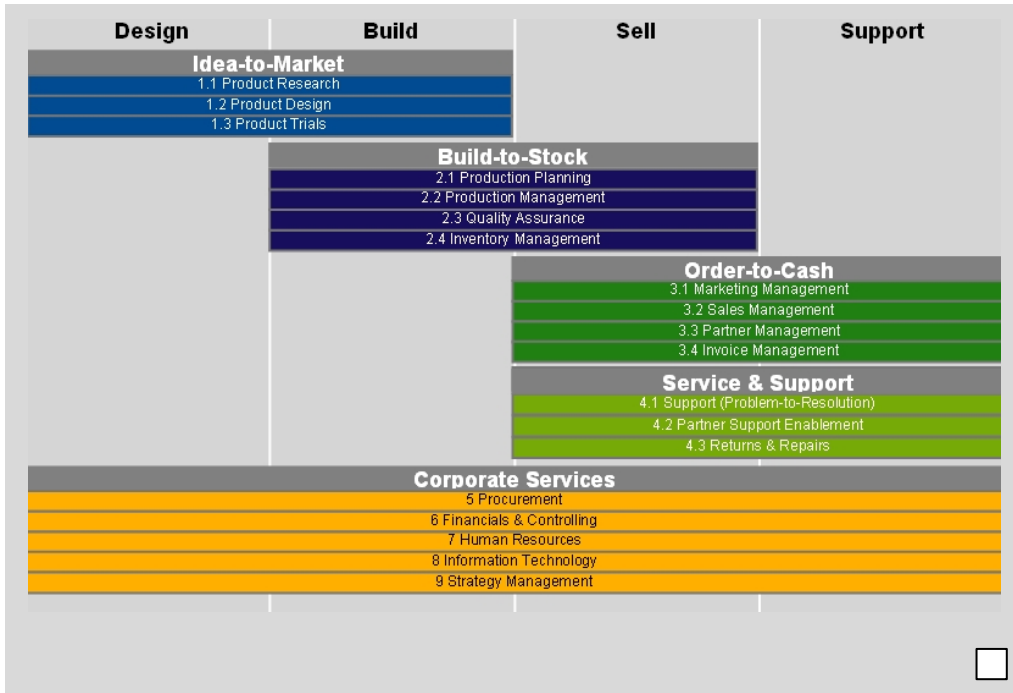 Design Build Sell Support
Idea-to-Market
1.1 Product Research
1.2 Product Design
1.3 Product Trials
Build-to-Stock
2.1 Production Planning
2.2 Production Management
2.3 Quality Assurance
2.4 Inventory Management
Order-to-Cash
3.1 Marketing Management
3.2 Sales Management
3.3 Partner Management
3.4 Invoice Management
Service & Support
4.1 Support (Problem-to-Resolution)
4.2 Partner Support Enablement
4.3 Returns & Repairs
Corporate Services
5 Procurement
6 Financials & Controlling
7 Human Resources
8 Information Technology
9 Strategy Management